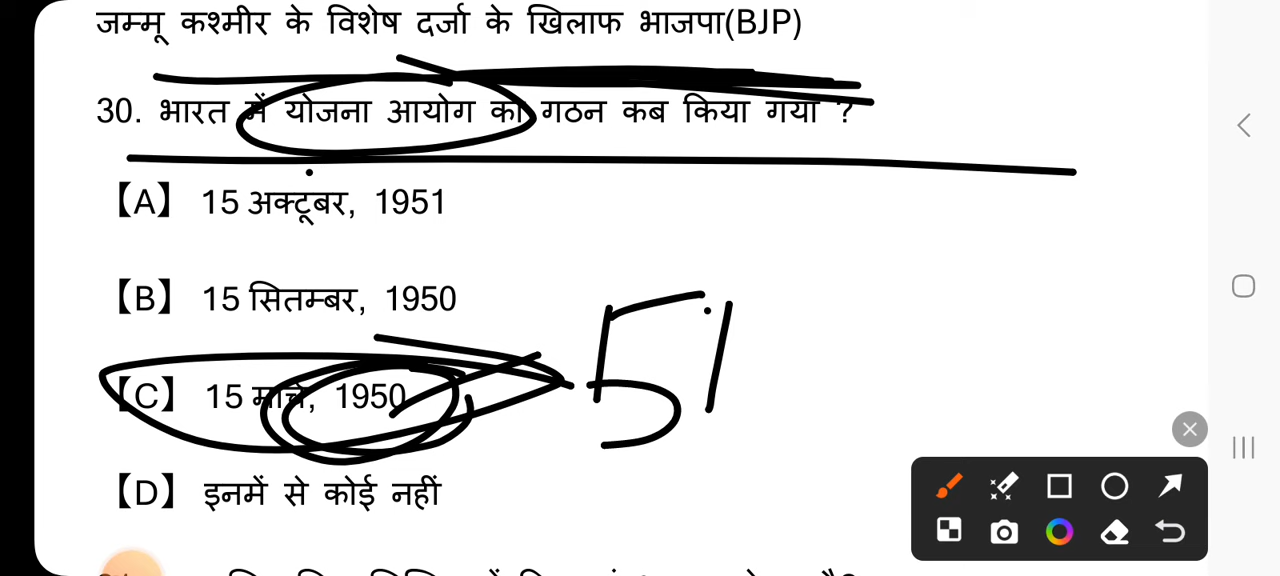 जम्मू कश्मीर के विशेष दर्जा के खिलाफ भाजपा(BJP)
30. भारत में योजना आयोग का गठन कब किया गया ?
【A】 15 अक्टूबर, 1951
【B】 15 सितम्बर, 1950
【C】 15 मार्च, 1950
51
【D】 इनमें से कोई नहीं